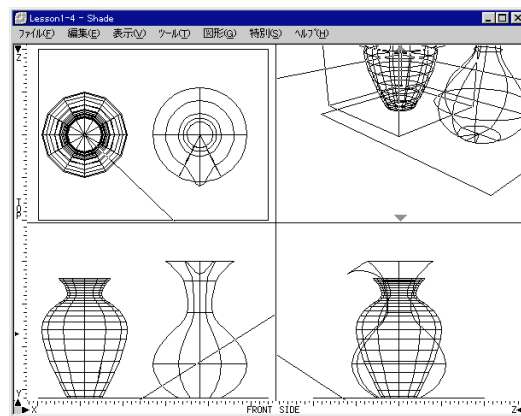 Lesson1-4 - Shade
ファイル(F) 編集(E) 表示(V) ツール(T) 図形(G) 特別(S) ヘルプ(H)
Z
TOP
Y
X FRONT SIDE Z